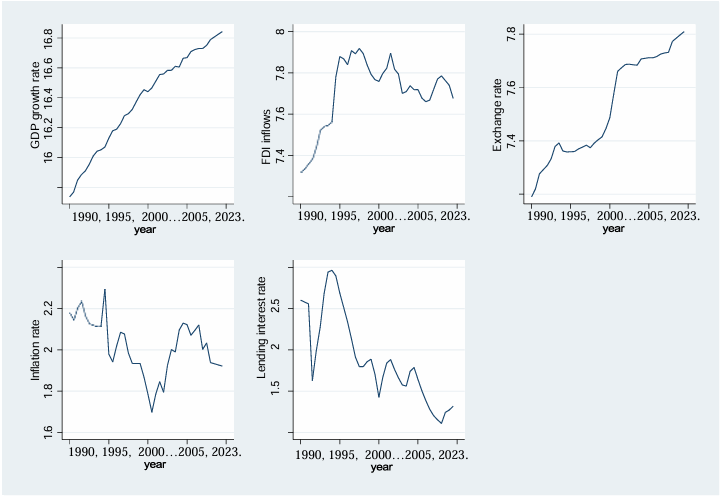 GDP growth rate
16.8
16.6
16.4
16.2
16
1990, 1995, 2000…2005, 2023.
year
FDI inflows
8
7.8
7.6
7.4
1990, 1995, 2000…2005, 2023.
year
Exchange rate
7.8
7.6
7.4
1990, 1995, 2000…2005, 2023.
year
Inflation rate
2.2
2
1.8
1.6
1990, 1995, 2000…2005, 2023.
year
Lending interest rate
2.5
2
1.5
1990, 1995, 2000…2005, 2023.
year